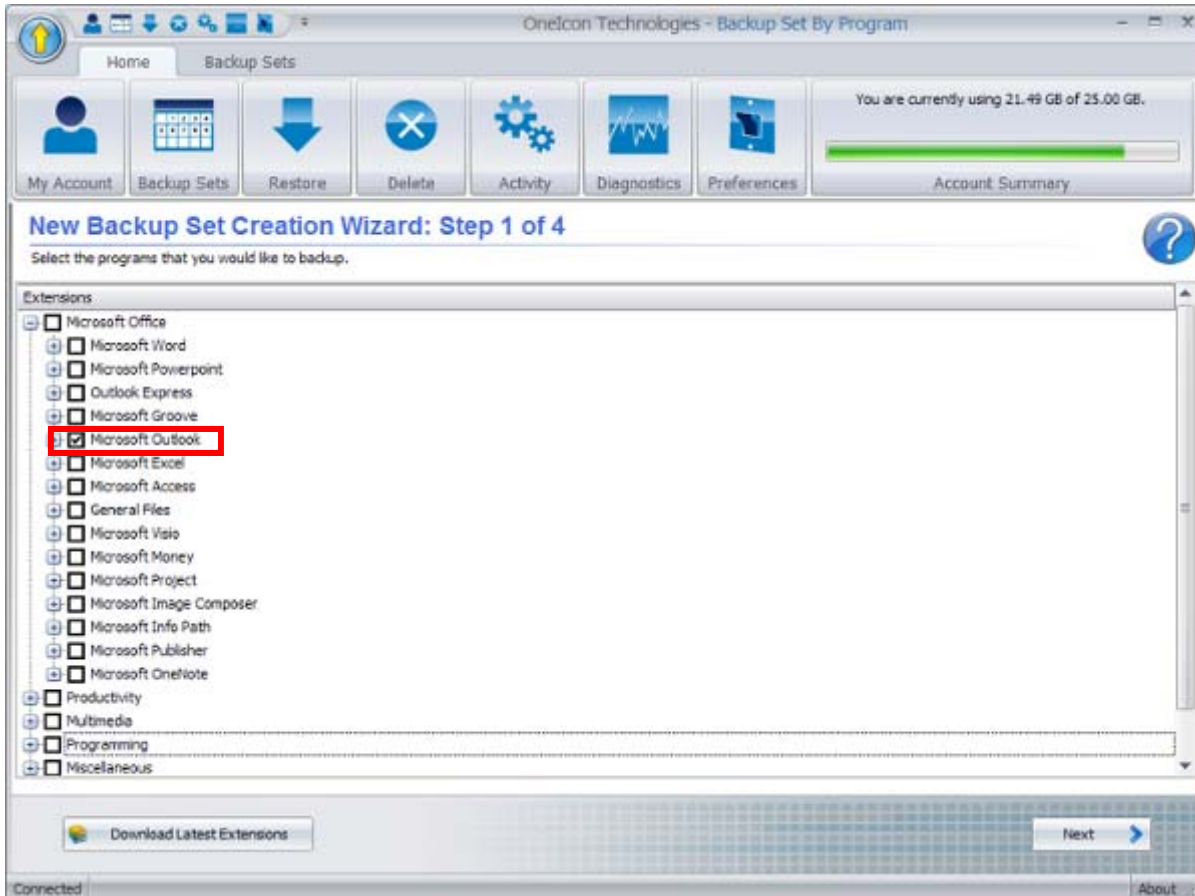 OneIcon Technologies - Backup Set By Program
Home
Backup Sets
My Account
Backup Sets
Restore
Delete
Activity
Diagnostics
Preferences
You are currently using 21.49 GB of 25.00 GB.
Account Summary
New Backup Set Creation Wizard: Step 1 of 4
Select the programs that you would like to backup.
Extensions
Microsoft Office
Microsoft Word
Microsoft Powerpoint
Outlook Express
Microsoft Groove
Microsoft Outlook
Microsoft Excel
Microsoft Access
General Files
Microsoft Visio
Microsoft Money
Microsoft Project
Microsoft Image Composer
Microsoft Info Path
Microsoft Publisher
Microsoft OneNote
Productivity
Multimedia
Programming
Miscellaneous
Download Latest Extensions
Next
Connected
About